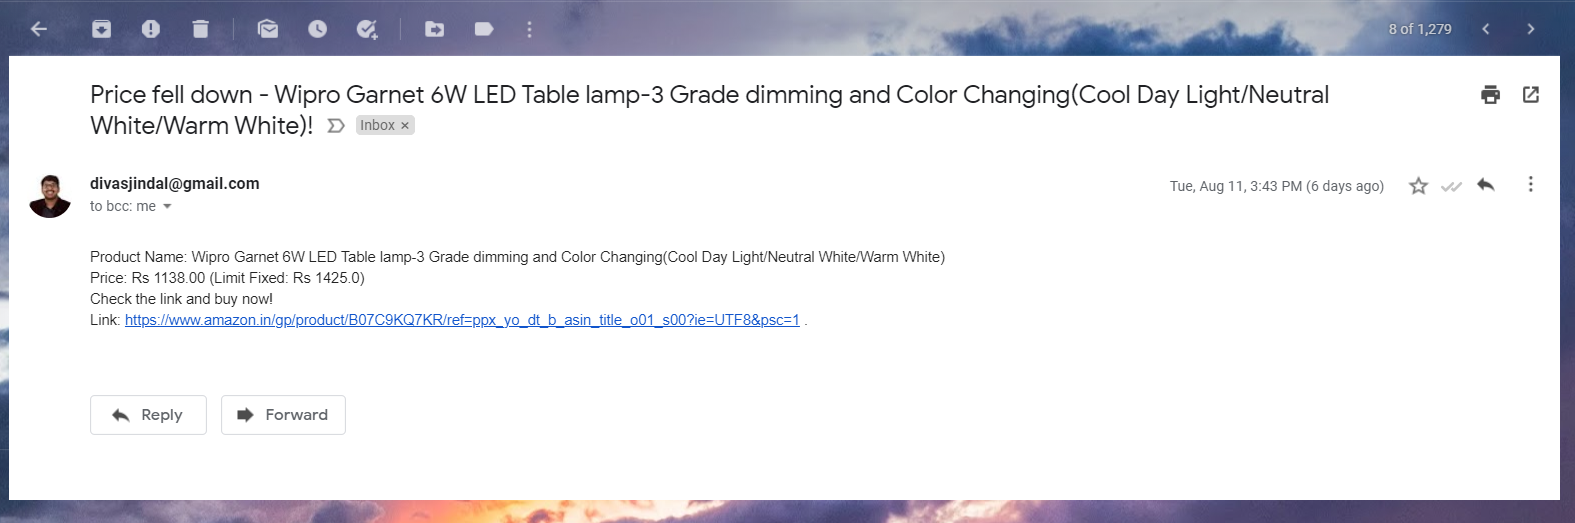 8 of 1,279
Price fell down - Wipro Garnet 6W LED Table lamp-3 Grade dimming and Color Changing(Cool Day Light/Neutral
White/Warm White)! Inbox ×
divasjindal@gmail.com
Tue, Aug 11, 3:43 PM (6 days ago)
to bcc: me
Product Name: Wipro Garnet 6W LED Table lamp-3 Grade dimming and Color Changing(Cool Day Light/Neutral White/Warm White)
Price: Rs 1138.00 (Limit Fixed: Rs 1425.0)
Check the link and buy now!
Link: https://www.amazon.in/gp/product/B07C9KQ7KR/ref=ppx_yo_dt_b_asin_title_o01_s00?ie=UTF8&psc=1 .
Reply Forward